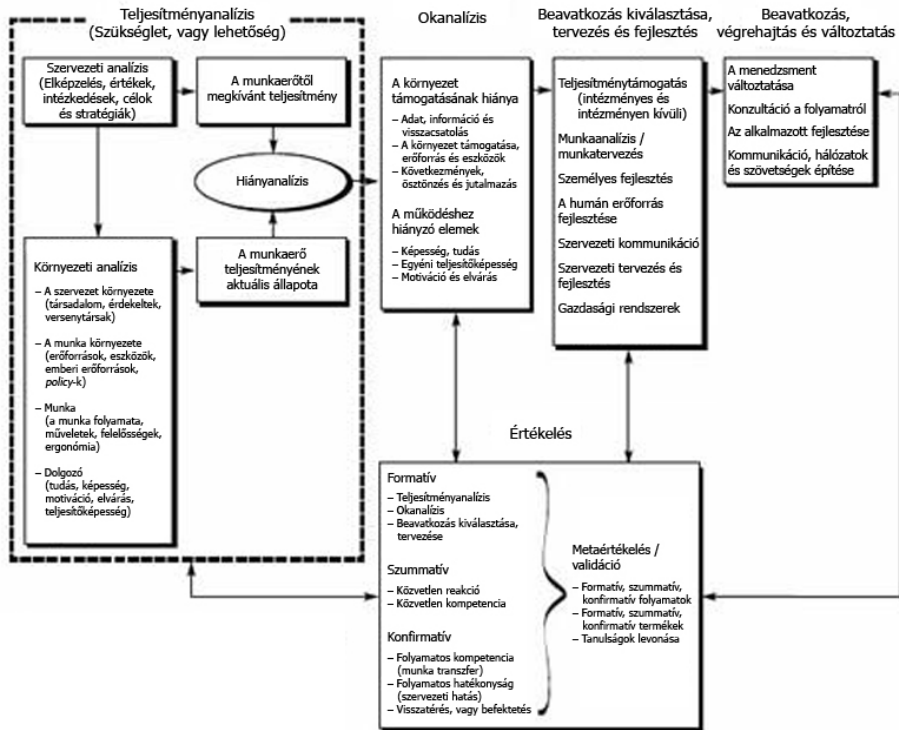 Teljesítményanalízis
(Szükséglet, vagy lehetőség)
Szervezeti analízis
(Elképzelés, értékek,
intézkedések, célok
és stratégiák)
A munkaerőtől
megkívánt teljesítmény
Hiányanalízis
Környezeti analízis
– A szervezet környezete
(társadalom, érdekeltek,
versenytársak)
– A munka környezete
(erőforrások, eszközök,
emberi erőforrások,
policy-k)
– Munka
(a munka folyamata,
műveletek, felelősségek,
ergonómia)
– Dolgozó
(tudás, képesség,
motiváció, elvárás,
teljesítőképesség)
A munkaerő
teljesítményének
aktuális állapota
Okanalízis
A környezet
támogatásának hiánya
– Adat, információ és
visszacsatolás
– A környezet támogatása,
erőforrás és eszközök
– Következmények,
ösztönzés és jutalmazás
A működéshez
hiányzó elemek
– Képesség, tudás
– Egyéni teljesítőképesség
– Motiváció és elvárás
Beavatkozás kiválasztása,
tervezés és fejlesztés
Teljesítménytámogatás
(intézményes és
intézményen kívüli)
Munkaanalízis /
munkatervezés
Személyes fejlesztés
A humán erőforrás
fejlesztése
Szervezeti kommunikáció
Szervezeti tervezés és
fejlesztés
Gazdasági rendszerek
Beavatkozás,
végrehajtás és változtatás
A menedzsment
változtatása
Konzultáció a folyamatról
Az alkalmazott fejlesztése
Kommunikáció, hálózatok
és szövetségek építése
Értékelés
Formatív
– Teljesítményanalízis
– Okanalízis
– Beavatkozás kiválasztása,
tervezése
Szummatív
– Közvetlen reakció
– Közvetlen kompetencia
Konfirmatív
– Folyamatos kompetencia
(munka transzfer)
– Folyamatos hatékonyság
(szervezeti hatás)
– Visszatérés, vagy befektetés
Metaértékelés /
validáció
– Formatív, szummatív,
konfirmatív folyamatok
– Formatív, szummatív,
konfirmatív termékek
– Tanulságok levonása